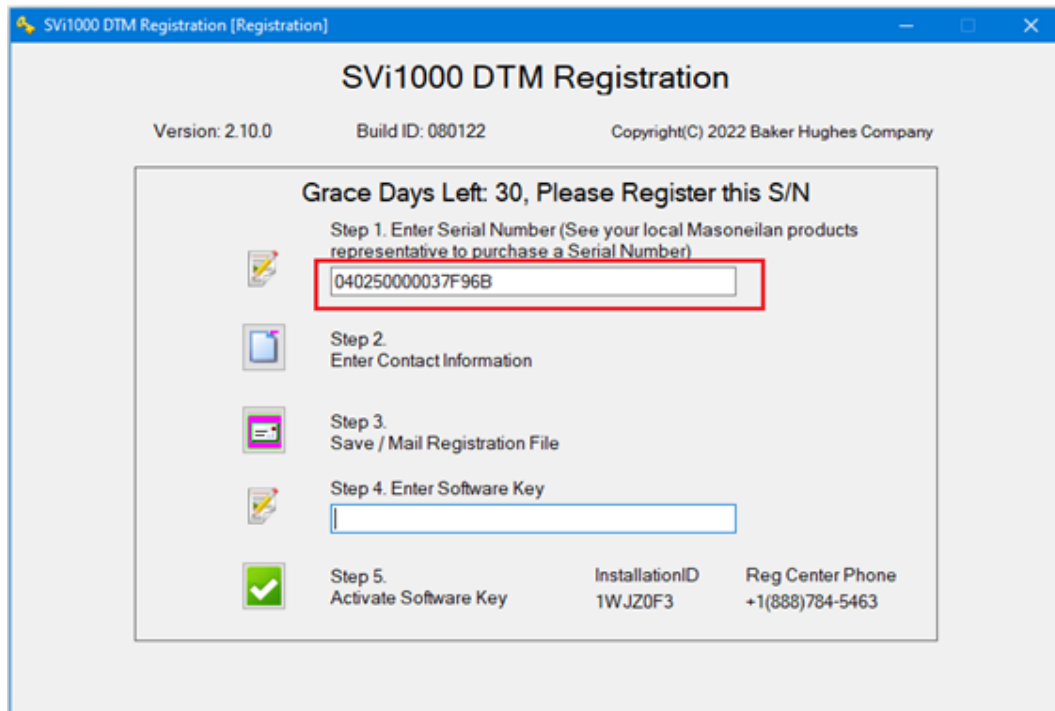 SVi1000 DTM Registration [Registration]
SVi1000 DTM Registration
Version: 2.10.0 Build ID: 080122 Copyright(C) 2022 Baker Hughes Company
Grace Days Left: 30, Please Register this S/N
Step 1. Enter Serial Number (See your local Masoneilan products
representative to purchase a Serial Number)
040250000037F96B
Step 2.
Enter Contact Information
Step 3.
Save / Mail Registration File
Step 4. Enter Software Key
Step 5. InstallationID Reg Center Phone
Activate Software Key 1WJZ0F3 +1(888)784-5463